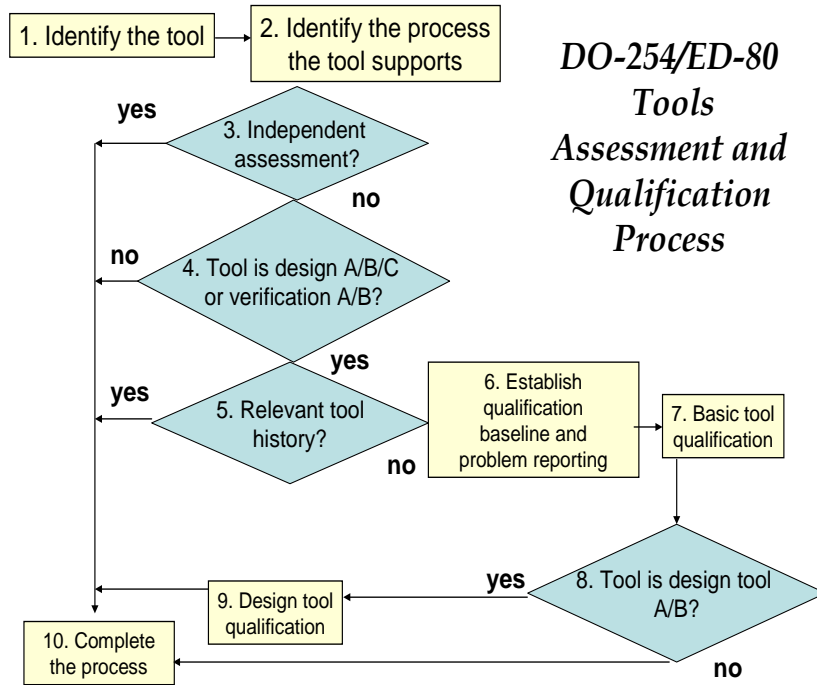 1. Identify the tool
2. Identify the process
the tool supports
DO-254/ED-80
Tools
Assessment and
Qualification
Process
yes
3. Independent
assessment?
no
no
4. Tool is design A/B/C
or verification A/B?
yes
yes
5. Relevant tool
history?
no
6. Establish
qualification
baseline and
problem reporting
7. Basic tool
qualification
8. Tool is design tool
A/B?
yes
9. Design tool
qualification
no
10. Complete
the process